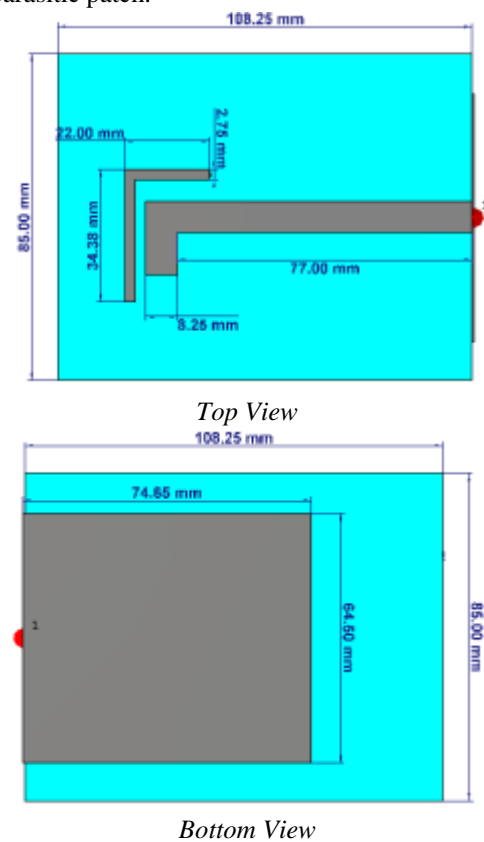 parasitic patch.
108.25 mm
22.00 mm
2.75 mm
85.00 mm
34.38 mm
77.00 mm
8.25 mm
Top View
108.25 mm
74.65 mm
1
64.50 mm
85.00 mm
Bottom View